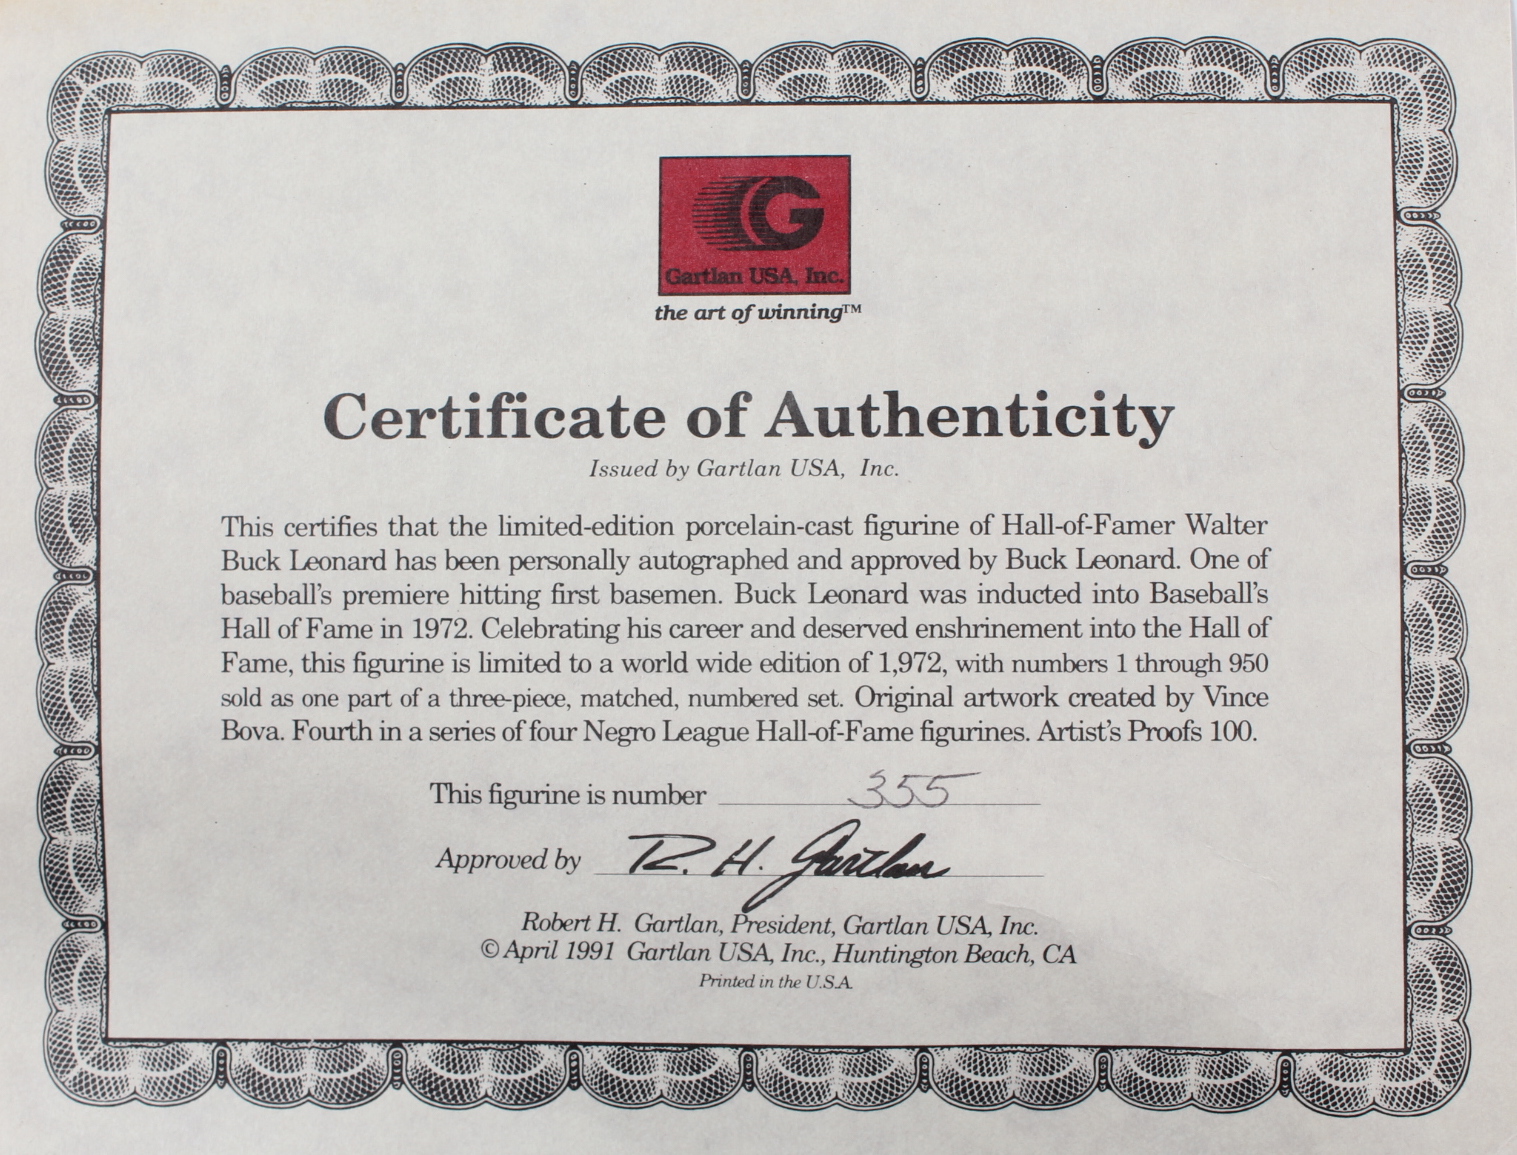 G
Gartlan USA, Inc.
the art of winning™
Certificate of Authenticity
Issued by Gartlan USA, Inc.
This certifies that the limited-edition porcelain-cast figurine of Hall-of-Famer Walter
Buck Leonard has been personally autographed and approved by Buck Leonard. One of
baseball's premiere hitting first basemen. Buck Leonard was inducted into Baseball's
Hall of Fame in 1972. Celebrating his career and deserved enshrinement into the Hall of
Fame, this figurine is limited to a world wide edition of 1,972, with numbers 1 through 950
sold as one part of a three-piece, matched, numbered set. Original artwork created by Vince
Bova. Fourth in a series of four Negro League Hall-of-Fame figurines. Artist's Proofs 100.
This figurine is number 355
Approved by R. H. Gartlan
Robert H. Gartlan, President, Gartlan USA, Inc.
© April 1991 Gartlan USA, Inc., Huntington Beach, CA
Printed in the U.S.A.